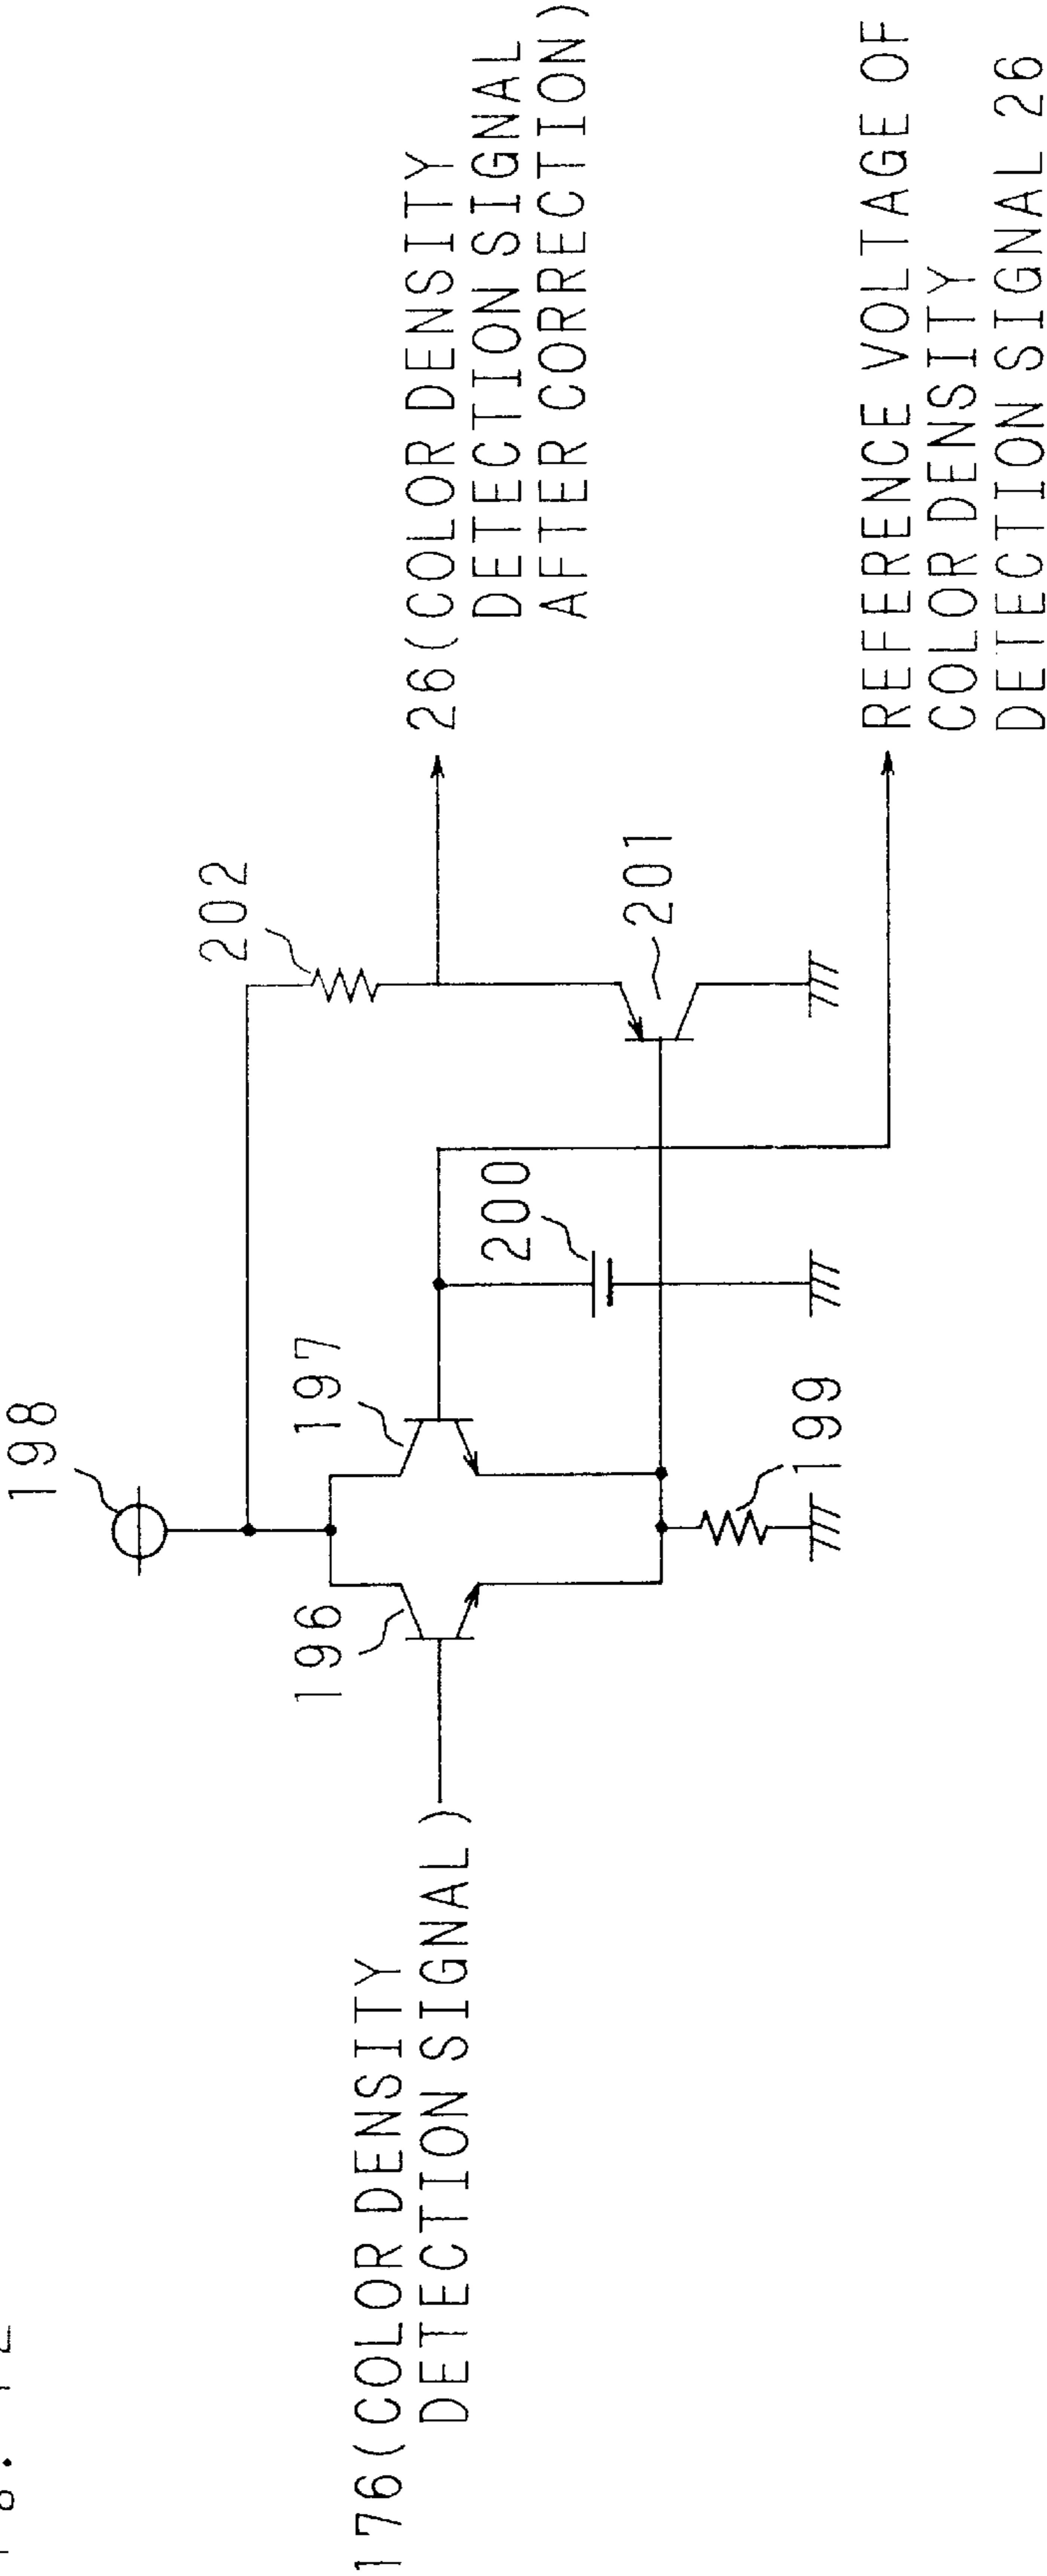 198
202
196
197
176(COLOR DENSITY
DETECTION SIGNAL)
26(COLOR DENSITY
DETECTION SIGNAL
AFTER CORRECTION)
200
201
199
REFERENCE VOLTAGE OF
COLOR DENSITY
DETECTION SIGNAL 26